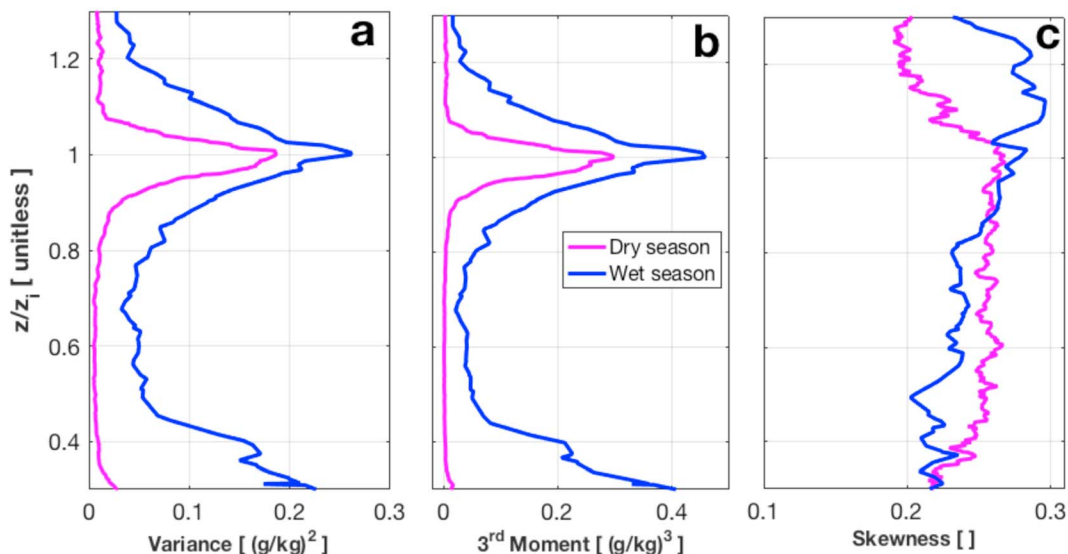 a
b
c
1.2
1
0.8
0.6
0.4
z/z_i [ unitless ]
Dry season
Wet season
0 0.1 0.2 0.3
0 0.2 0.4
0.1 0.2 0.3
Variance [ (g/kg)² ]
3ʳᵈ Moment [ (g/kg)³ ]
Skewness [ ]